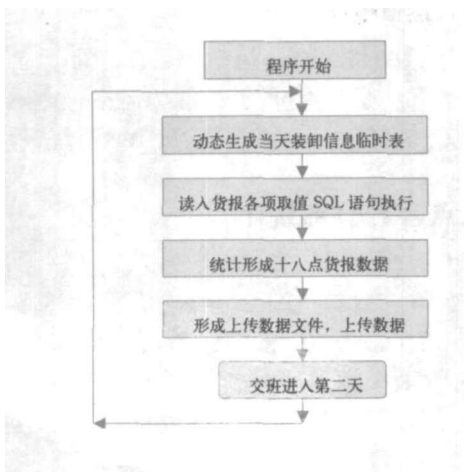 程序开始
动态生成当天装卸信息临时表
读入货报各项取值 SQL 语句执行
统计形成十八点货报数据
形成上传数据文件，上传数据
交班进入第二天